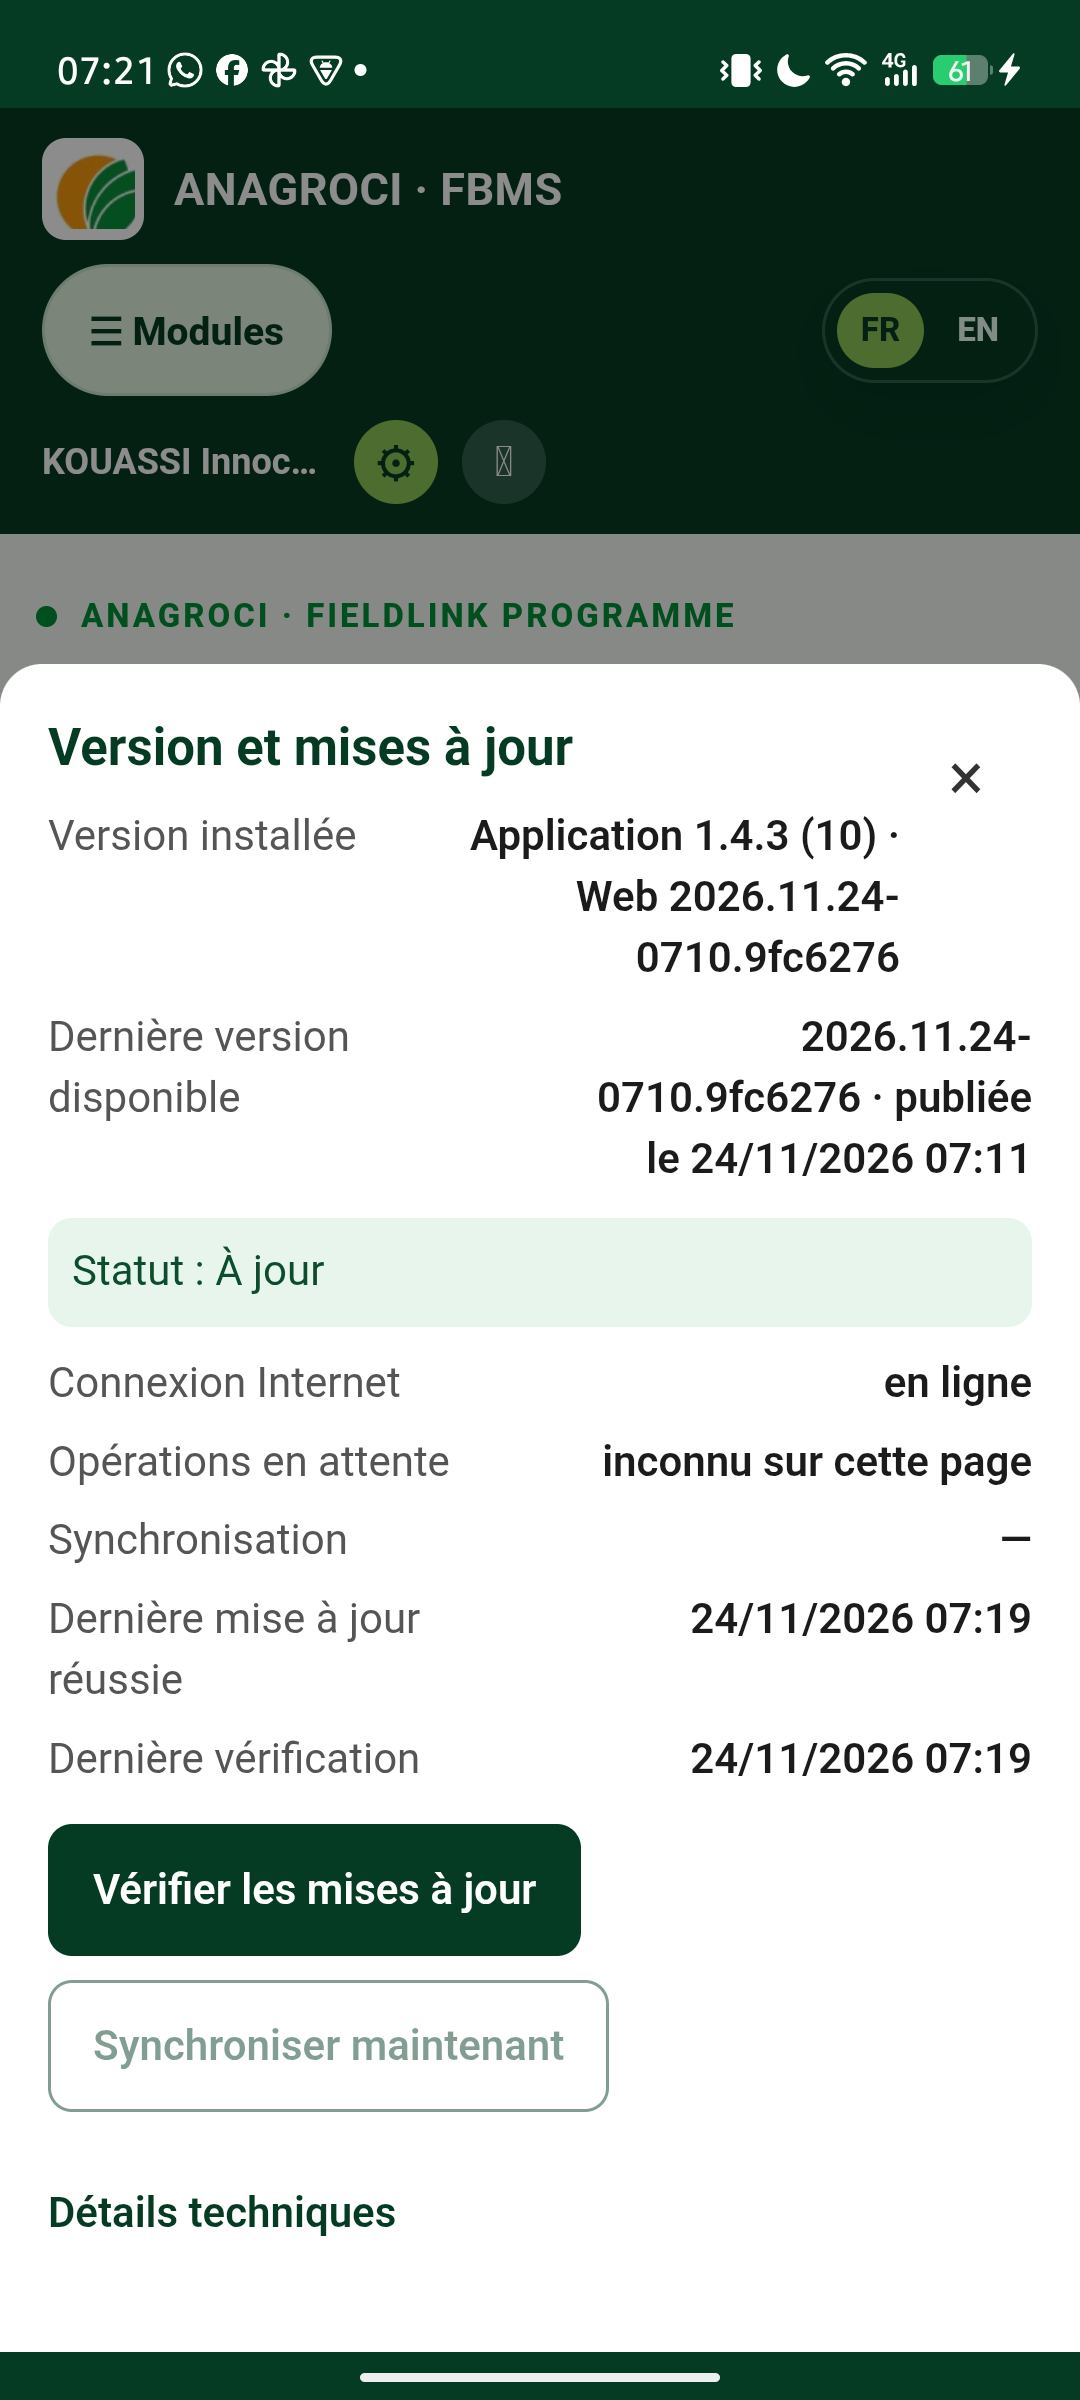 07:21
4G
61
ANAGROCI · FBMS
☰ Modules
FR
EN
KOUASSI Innoc...
ANAGROCI · FIELDLINK PROGRAMME
Version et mises à jour
×
Version installée
Application 1.4.3 (10) ·
Web 2026.11.24-
0710.9fc6276
Dernière version
disponible
2026.11.24-
0710.9fc6276 · publiée
le 24/11/2026 07:11
Statut : À jour
Connexion Internet
en ligne
Opérations en attente
inconnu sur cette page
Synchronisation
—
Dernière mise à jour
réussie
24/11/2026 07:19
Dernière vérification
24/11/2026 07:19
Vérifier les mises à jour
Synchroniser maintenant
Détails techniques